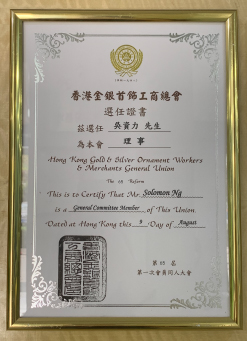 香港金銀首飾工商總會
選任證書
茲選任 吳資力 先生
為本會 理事
Hong Kong Gold & Silver Ornament Workers
& Merchants General Union
This is to Certify That Mr. Solomon Ng
is a General Committee Member of This Union
Dated at Hong Kong this 9 Day of August
第一次會員同人大會